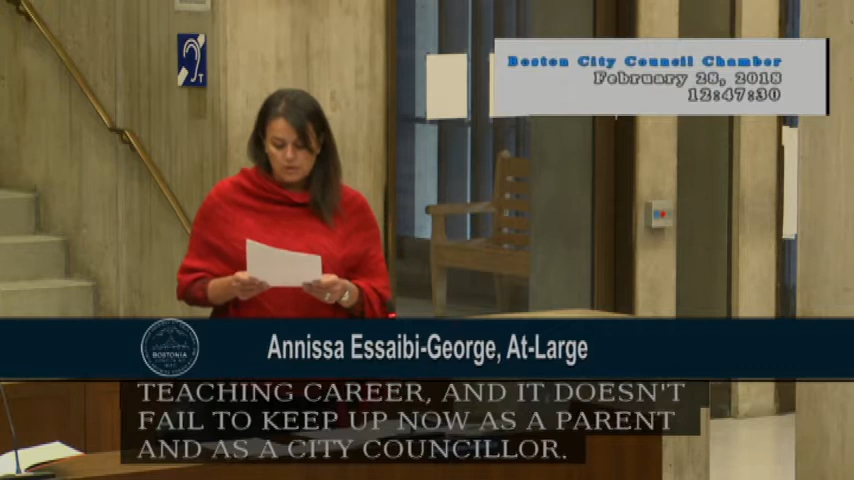 Boston City Council Chamber
February 28, 2018
12:47:30
T
BOSTONIA
Annissa Essaibi-George, At-Large
TEACHING CAREER, AND IT DOESN'T
FAIL TO KEEP UP NOW AS A PARENT
AND AS A CITY COUNCILLOR.